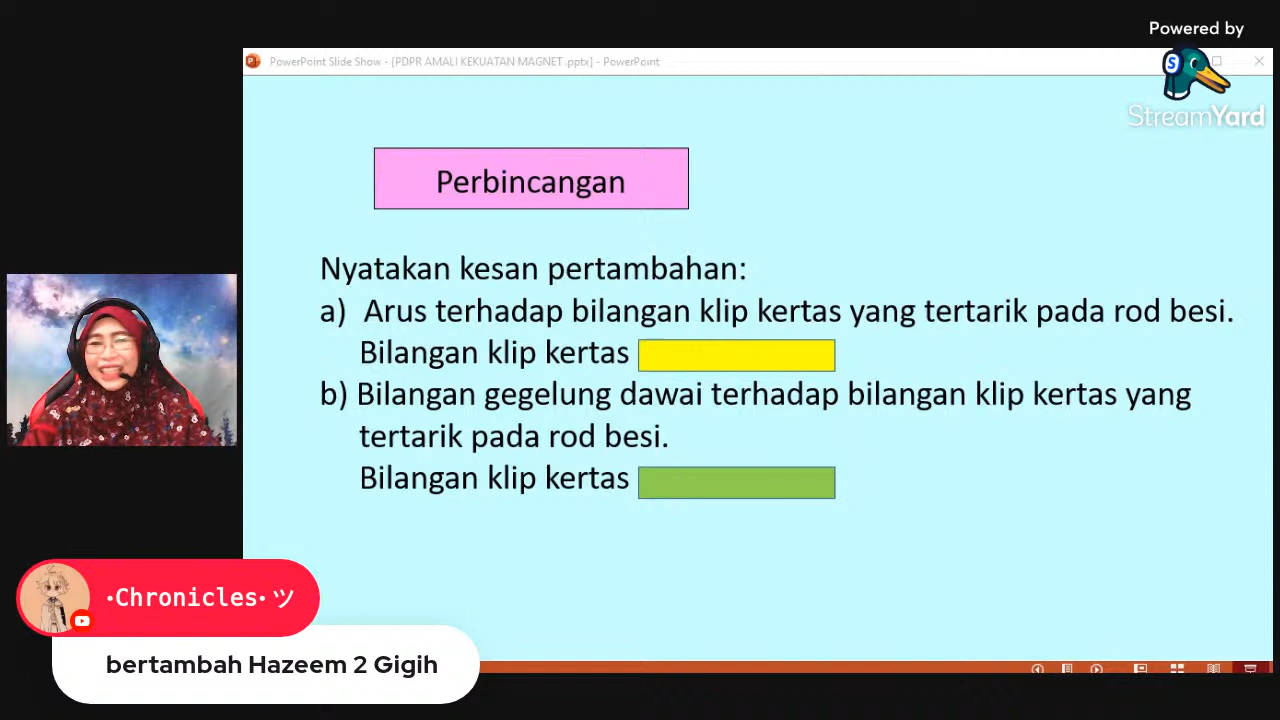 Powered by
StreamYard
PowerPoint Slide Show - [PDPR AMALI KEKUATAN MAGNET .pptx] - PowerPoint
Perbincangan
Nyatakan kesan pertambahan:
a) Arus terhadap bilangan klip kertas yang tertarik pada rod besi.
Bilangan klip kertas
b) Bilangan gegelung dawai terhadap bilangan klip kertas yang
tertarik pada rod besi.
Bilangan klip kertas
•Chronicles• ツ
bertambah Hazeem 2 Gigih